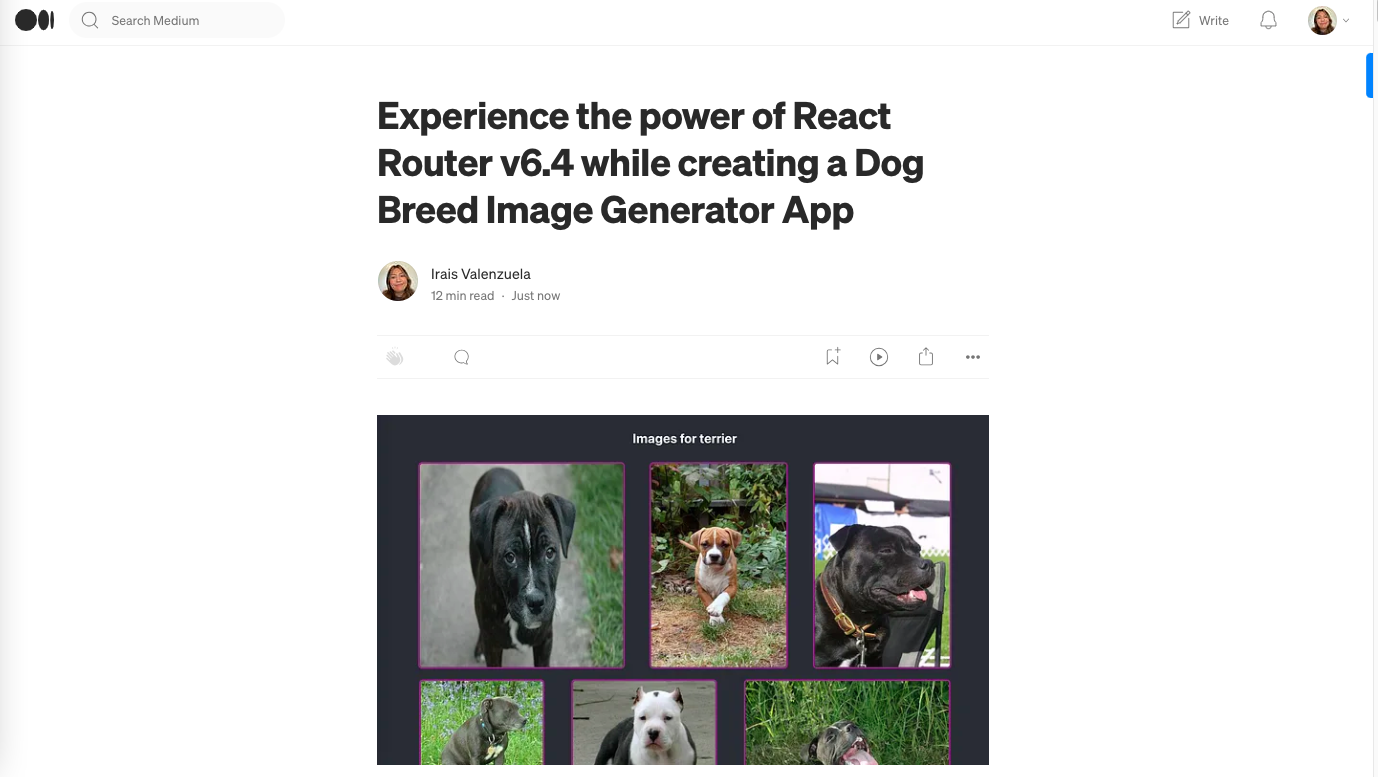 Search Medium
Write
Experience the power of React
Router v6.4 while creating a Dog
Breed Image Generator App
Irais Valenzuela
12 min read · Just now
Images for terrier